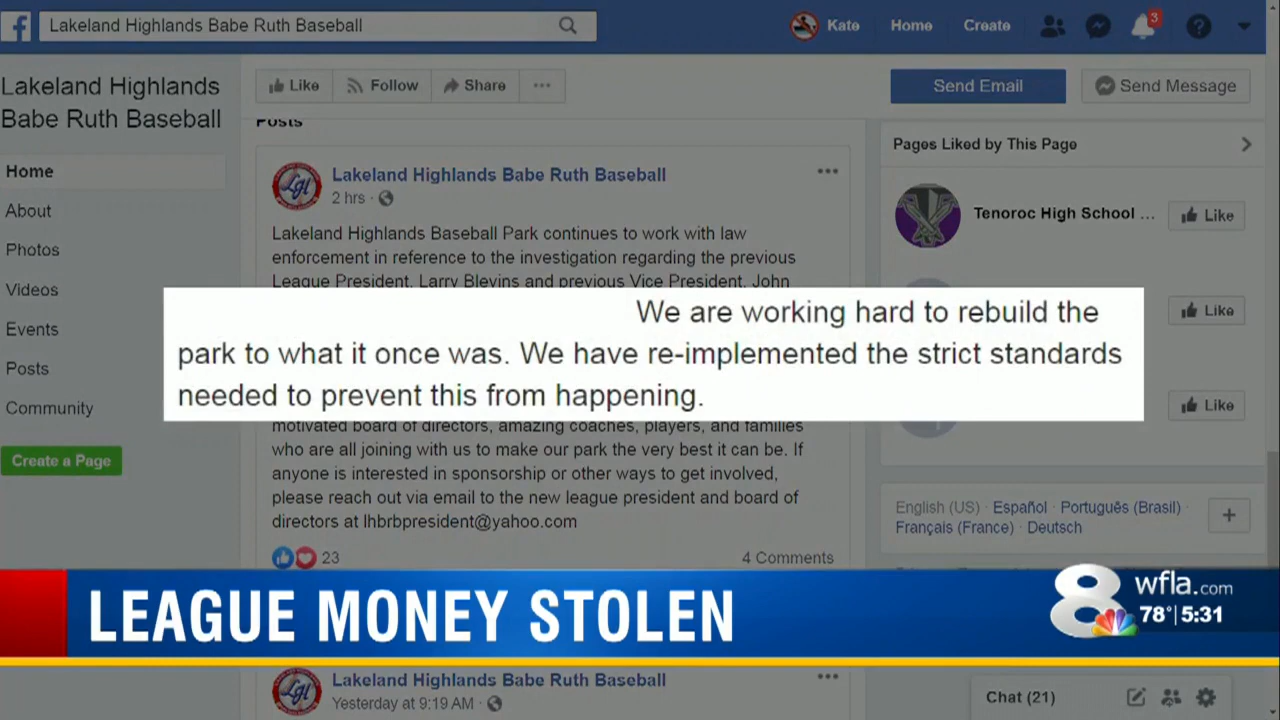 Lakeland Highlands Babe Ruth Baseball
Kate
Home
Create
3
Lakeland Highlands
Babe Ruth Baseball
Like
Follow
Share
Send Email
Send Message
Home
About
Photos
Videos
Events
Posts
Community
Create a Page
Posts
Lakeland Highlands Babe Ruth Baseball
2 hrs
Lakeland Highlands Baseball Park continues to work with law
enforcement in reference to the investigation regarding the previous
League President, Larry Blevins and previous Vice President, John
We are working hard to rebuild the
park to what it once was. We have re-implemented the strict standards
needed to prevent this from happening.
motivated board of directors, amazing coaches, players, and families
who are all joining with us to make our park the very best it can be. If
anyone is interested in sponsorship or other ways to get involved,
please reach out via email to the new league president and board of
directors at lhbrbpresident@yahoo.com
23
4 Comments
Pages Liked by This Page
Tenoroc High School ...
Like
Like
Like
English (US) · Español · Português (Brasil) ·
Français (France) · Deutsch
LEAGUE MONEY STOLEN
8
wfla.com
78° | 5:31
Lakeland Highlands Babe Ruth Baseball
Yesterday at 9:19 AM
Chat (21)